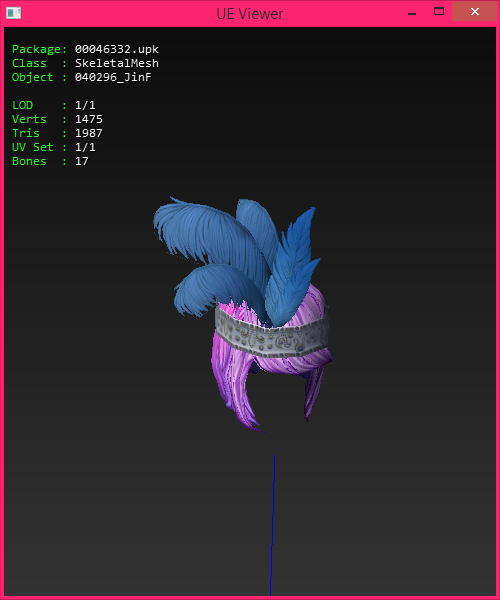 UE Viewer
Package: 00046332.upk
Class  : SkeletalMesh
Object : 040296_JinF
LOD    : 1/1
Verts  : 1475
Tris   : 1987
UV Set : 1/1
Bones  : 17